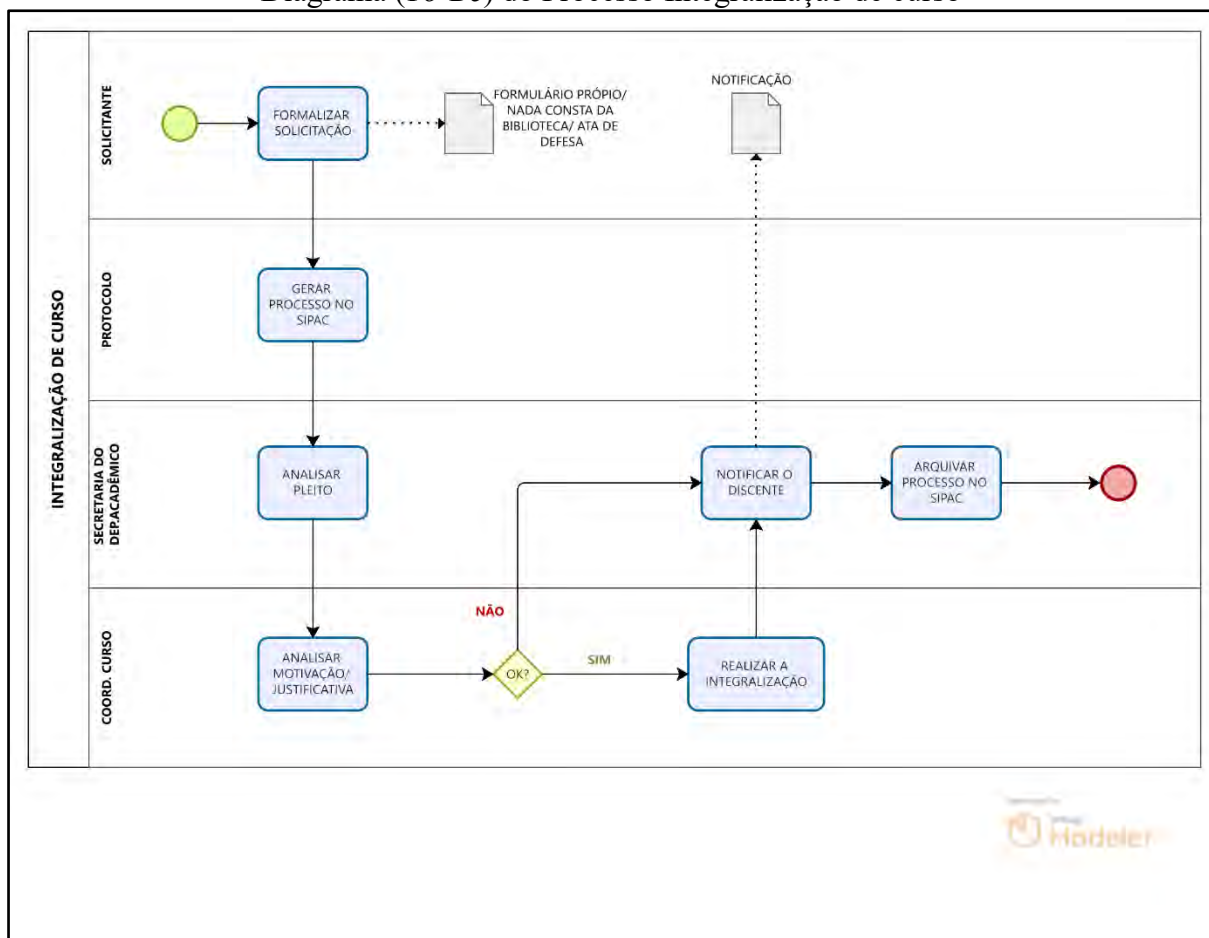 INTEGRALIZAÇÃO DE CURSO
SOLICITANTE
FORMALIZAR
SOLICITAÇÃO
FORMULÁRIO PRÓPIO/
NADA CONSTA DA
BIBLIOTECA/ ATA DE
DEFESA
NOTIFICAÇÃO
PROTOCOLO
GERAR
PROCESSO NO
SIPAC
SECRETARIA DO
DEP.ACADÊMICO
ANALISAR
PLEITO
NOTIFICAR O
DISCENTE
ARQUIVAR
PROCESSO NO
SIPAC
COORD. CURSO
ANALISAR
MOTIVAÇÃO/
JUSTIFICATIVA
NÃO
OK?
SIM
REALIZAR A
INTEGRALIZAÇÃO
Modeler